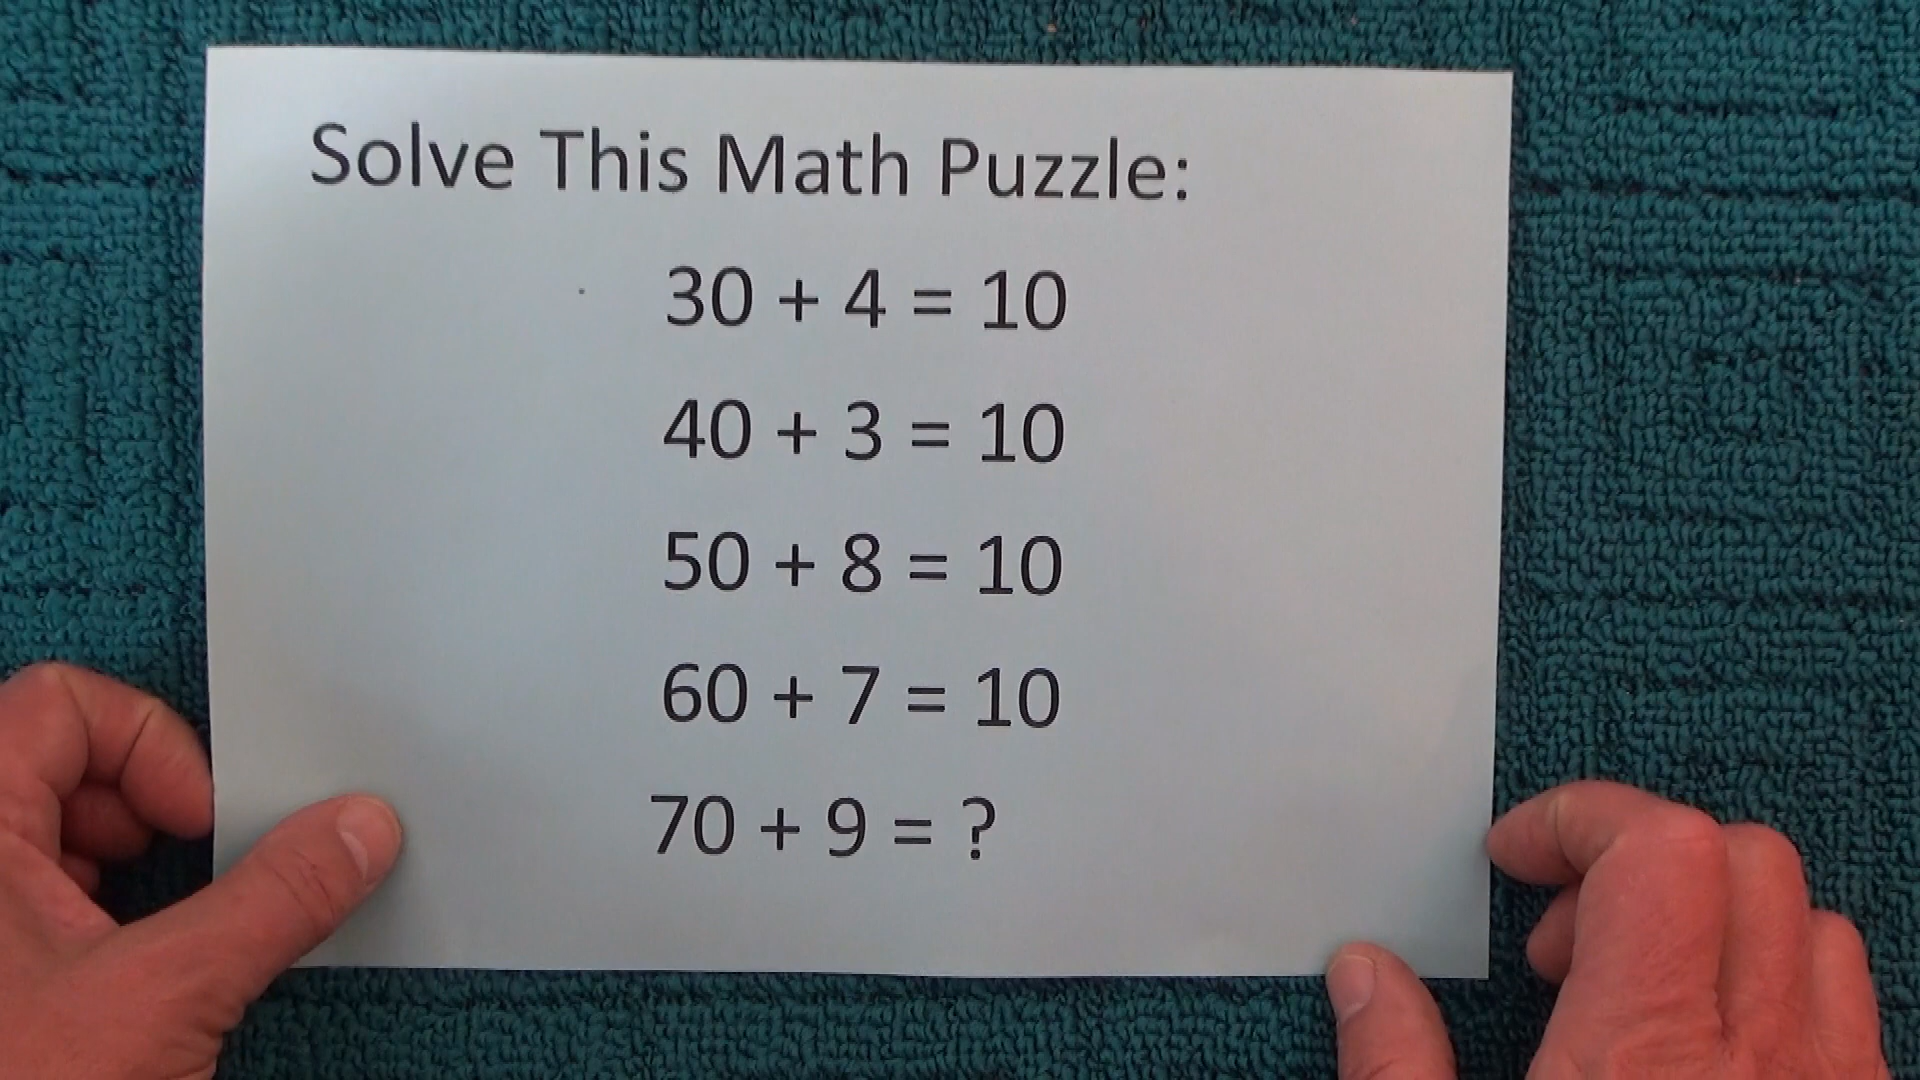 Solve This Math Puzzle:
30 + 4 = 10
40 + 3 = 10
50 + 8 = 10
60 + 7 = 10
70 + 9 = ?